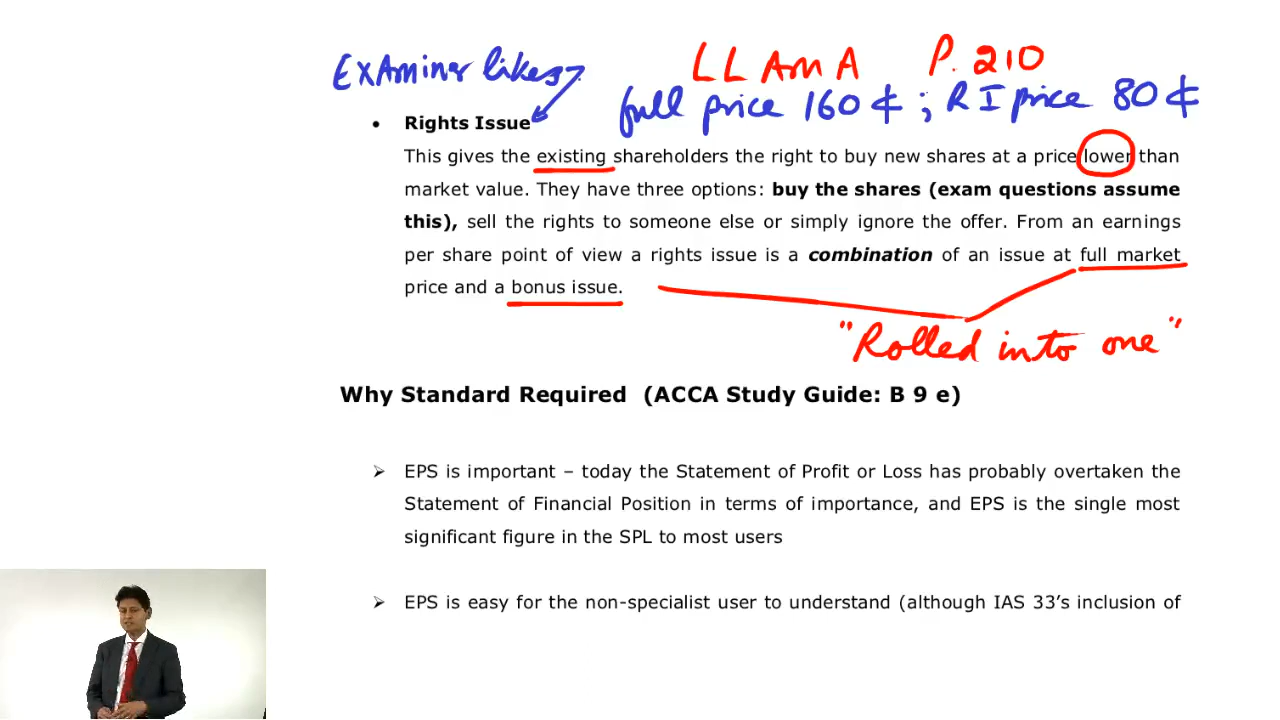 LLAMA P. 210
Examiner likes
full price 160 ¢ ; RI price 80 ¢
• Rights Issue
This gives the existing shareholders the right to buy new shares at a price lower than
market value. They have three options: buy the shares (exam questions assume
this), sell the rights to someone else or simply ignore the offer. From an earnings
per share point of view a rights issue is a combination of an issue at full market
price and a bonus issue.
"Rolled into one"
Why Standard Required (ACCA Study Guide: B 9 e)
➢ EPS is important – today the Statement of Profit or Loss has probably overtaken the
Statement of Financial Position in terms of importance, and EPS is the single most
significant figure in the SPL to most users
➢ EPS is easy for the non-specialist user to understand (although IAS 33’s inclusion of